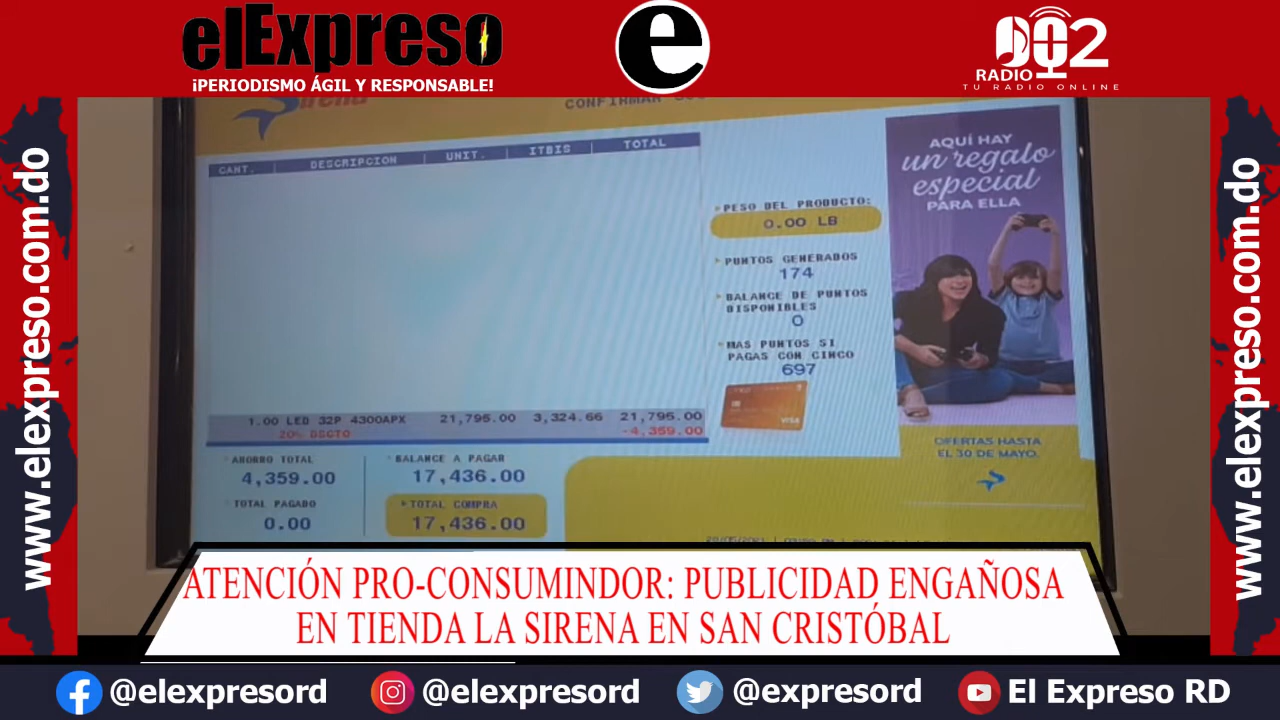 elExpreso
¡PERIODISMO ÁGIL Y RESPONSABLE!
e
RADIO 2
TU RADIO ONLINE
www.elexpreso.com.do
www.elexpreso.com.do
CONFIRMAR
CANT. DESCRIPCION UNIT. ITBIS TOTAL
PESO DEL PRODUCTO:
0.00 LB
PUNTOS GENERADOS
174
BALANCE DE PUNTOS
DISPONIBLES
0
MAS PUNTOS SI
PAGAS CON CINCO
697
VISA
1.00 LED 32P 4300APX 21,795.00 3,324.66 21,795.00
20% DSCTO -4,359.00
AHORRO TOTAL
4,359.00
BALANCE A PAGAR
17,436.00
TOTAL PAGADO
0.00
TOTAL COMPRA
17,436.00
AQUÍ HAY
un regalo
especial
PARA ELLA
OFERTAS HASTA
EL 30 DE MAYO.
ATENCIÓN PRO-CONSUMINDOR: PUBLICIDAD ENGAÑOSA
EN TIENDA LA SIRENA EN SAN CRISTÓBAL
@elexpresord
@elexpresord
@expresord
El Expreso RD